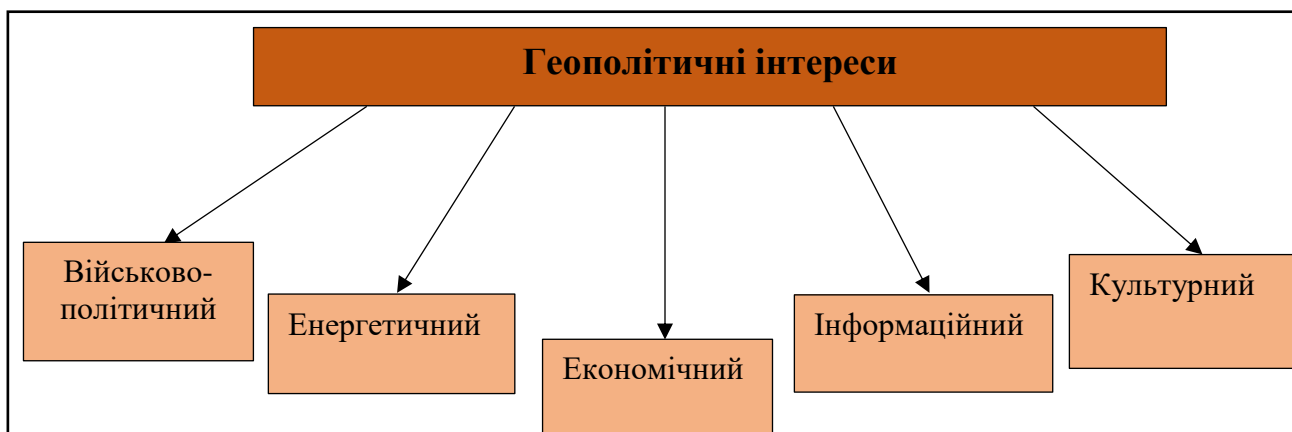 Геополітичні інтереси
Військово-
політичний
Енергетичний
Економічний
Інформаційний
Культурний